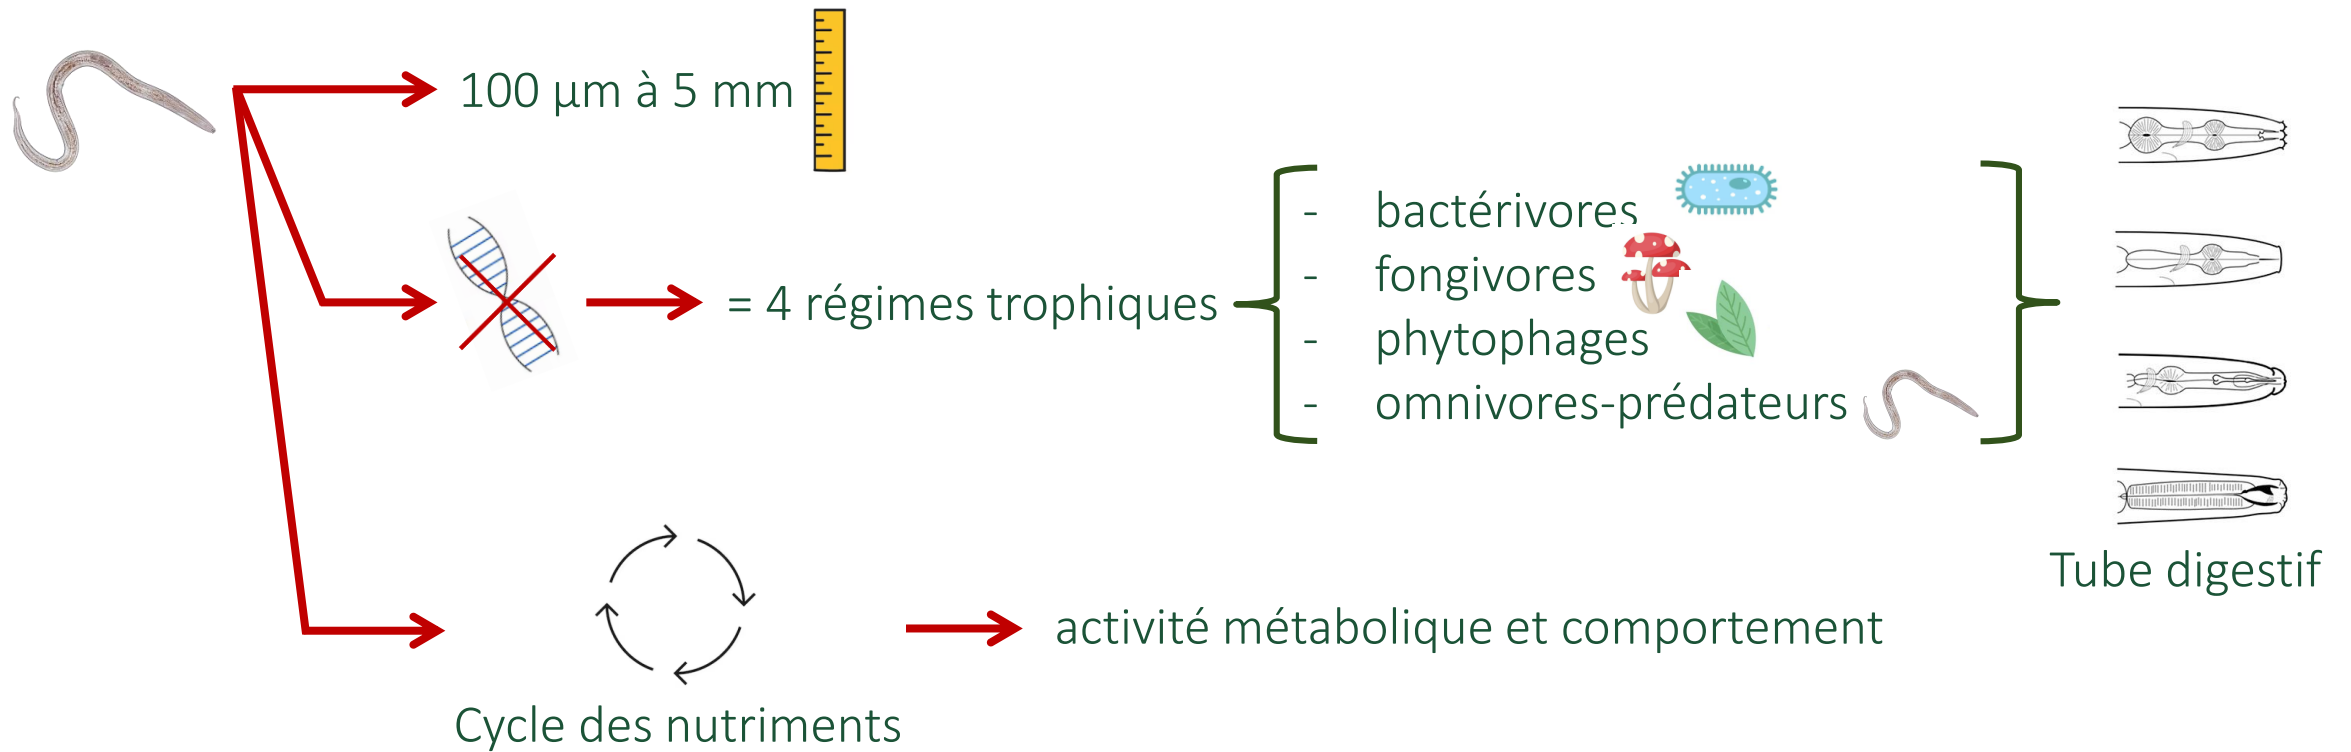 100 µm à 5 mm
= 4 régimes trophiques
- bactérivores
- fongivores
- phytophages
- omnivores-prédateurs
Tube digestif
activité métabolique et comportement
Cycle des nutriments